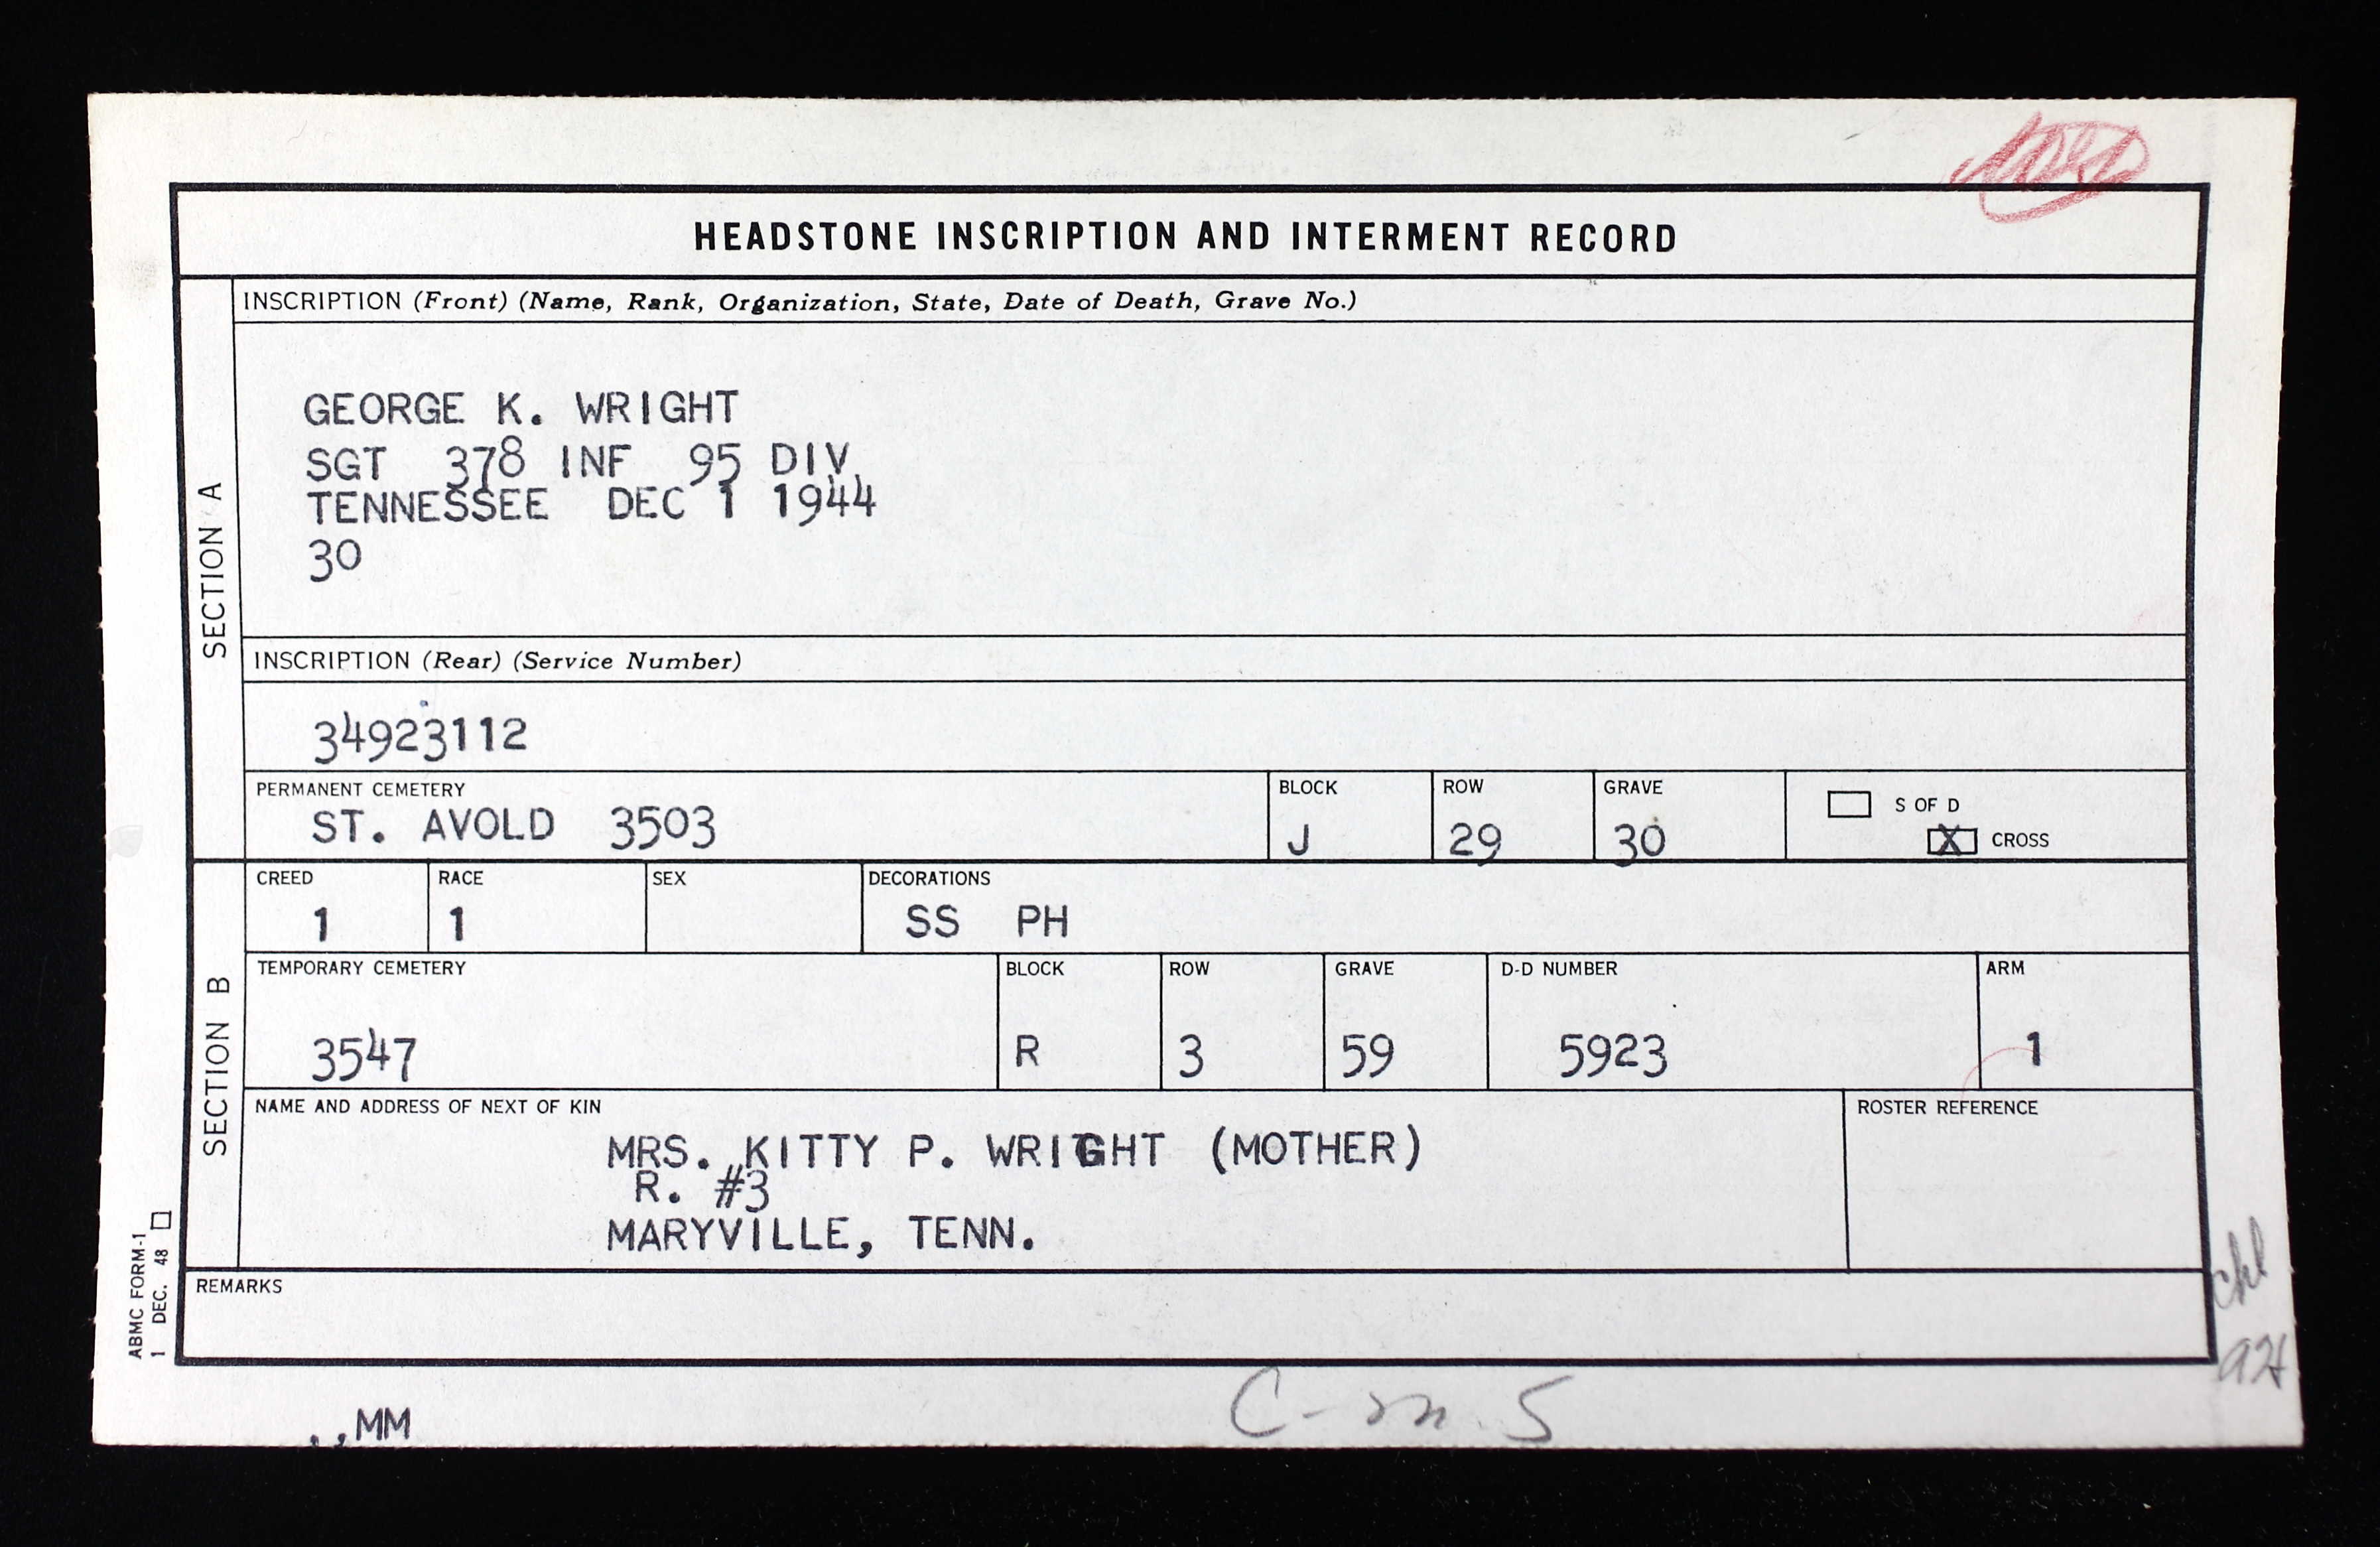 HEADSTONE INSCRIPTION AND INTERMENT RECORD
SECTION A
INSCRIPTION (Front) (Name, Rank, Organization, State, Date of Death, Grave No.)
GEORGE K. WRIGHT
SGT 378 INF 95 DIV
TENNESSEE DEC 1 1944
30
INSCRIPTION (Rear) (Service Number)
34923112
PERMANENT CEMETERY BLOCK ROW GRAVE S OF D
ST. AVOLD 3503 J 29 30 X CROSS
SECTION B
CREED RACE SEX DECORATIONS
1 1 SS PH
TEMPORARY CEMETERY BLOCK ROW GRAVE D-D NUMBER ARM
3547 R 3 59 5923 1
NAME AND ADDRESS OF NEXT OF KIN ROSTER REFERENCE
MRS. KITTY P. WRIGHT (MOTHER)
R. #3
MARYVILLE, TENN.
REMARKS
ABMC FORM-1
1 DEC. 48
. ,MM